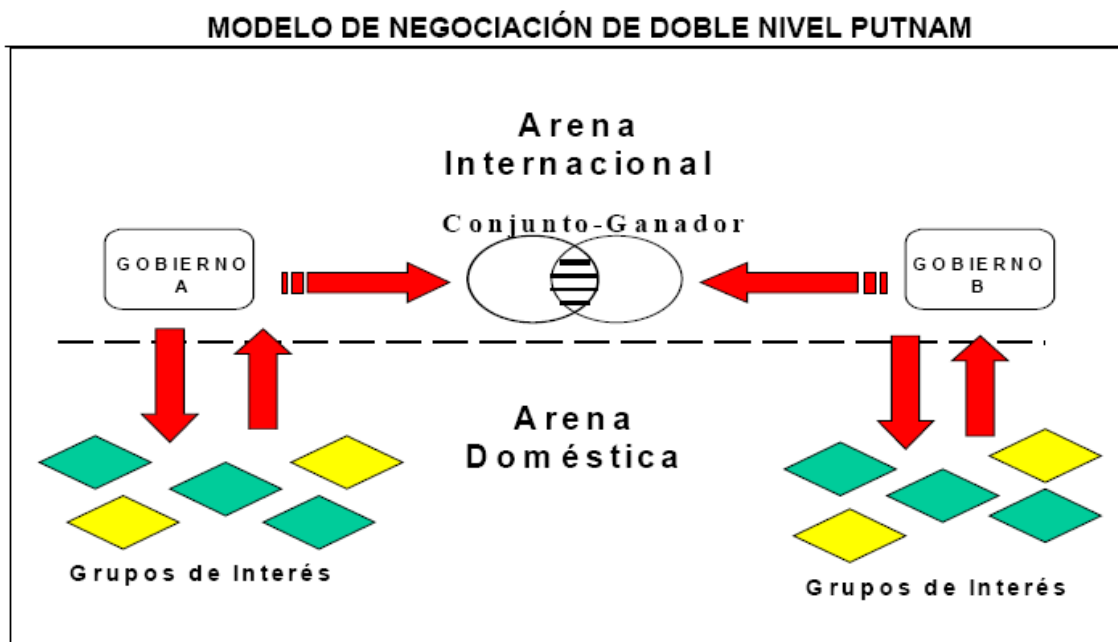 MODELO DE NEGOCIACIÓN DE DOBLE NIVEL PUTNAM
Arena
Internacional
Conjunto-Ganador
GOBIERNO
A
GOBIERNO
B
Arena
Doméstica
Grupos de Interés
Grupos de Interés